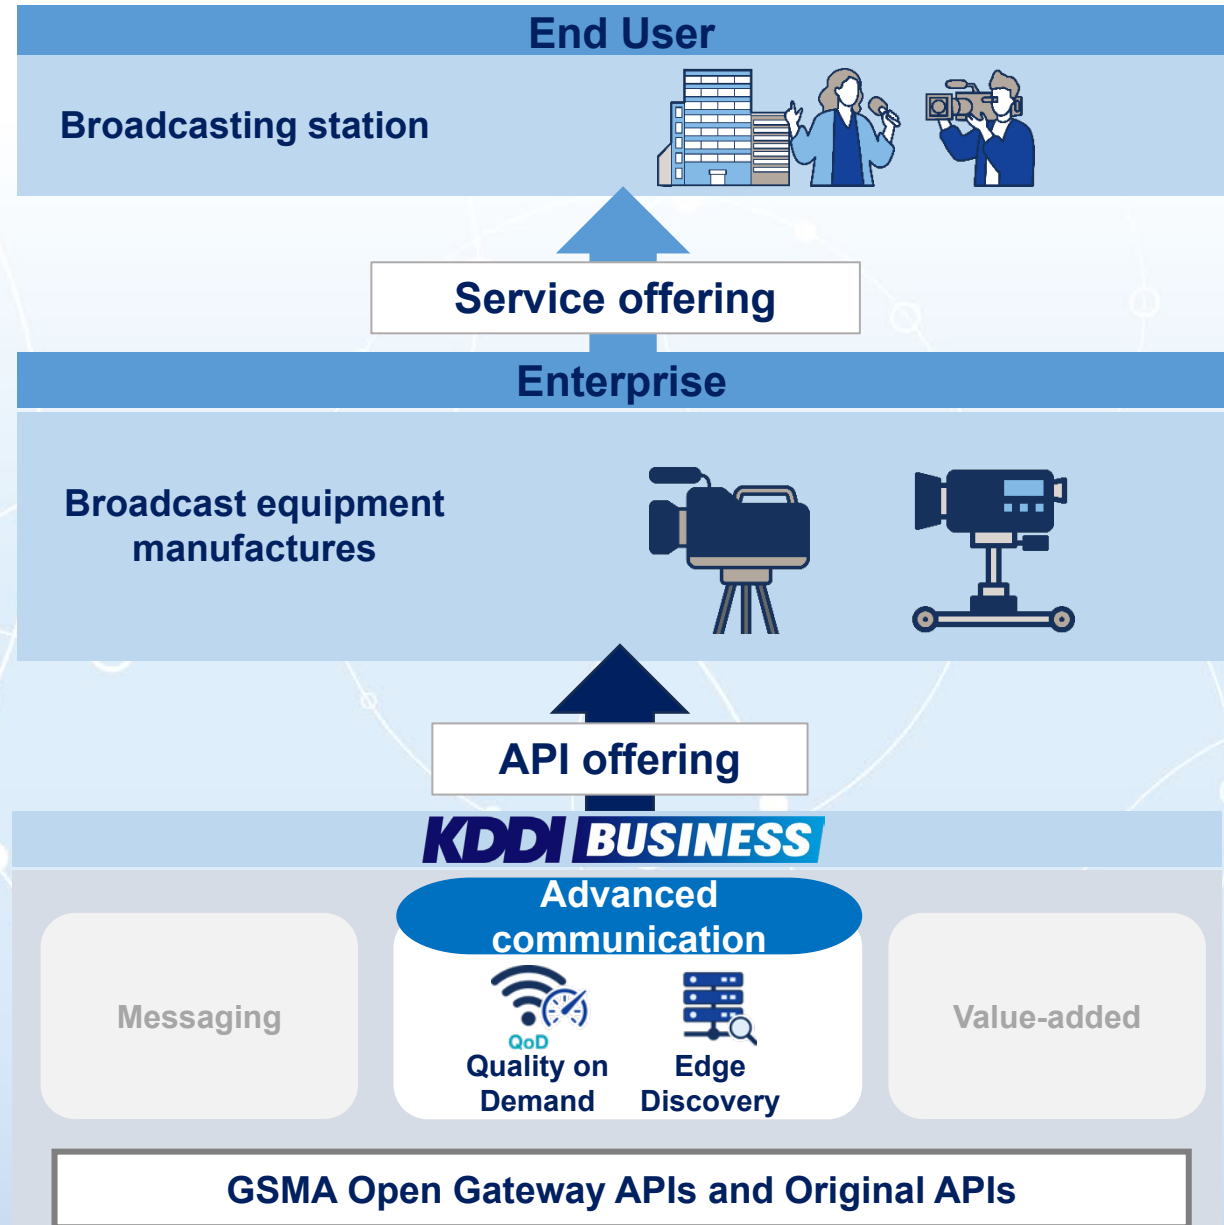 End User
Broadcasting station
Service offering
Enterprise
Broadcast equipment
manufactures
API offering
KDDI BUSINESS
Advanced
communication
Messaging
QoD
Quality on
Demand
Edge
Discovery
Value-added
GSMA Open Gateway APIs and Original APIs